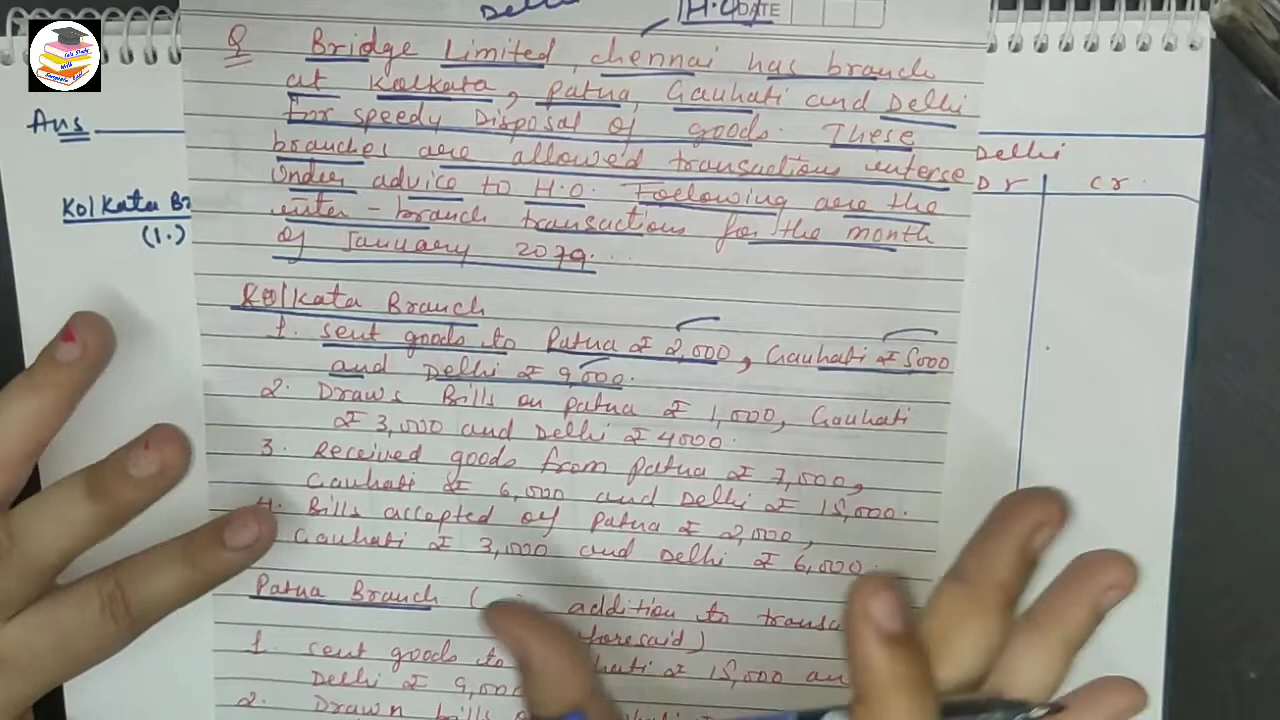 Delhi
H.O
DATE
Q Bridge Limited, chennai has branch
at Kolkata, patna, Gauhati and Delhi
for speedy Disposal of goods. These
branches are allowed transactions interse
under advice to H.O. Following are the
inter-branch transactions for the month
of January 2079...
Kolkata Branch
1. sent goods to Patna ₹ 2,000, Gauhati ₹ 5000
and Delhi ₹ 9,000.
2. Draws Bills on patna ₹ 1,000, Gauhati
₹ 3,000 and Delhi ₹ 4000.
3. Received goods from patna ₹ 7,500,
Gauhati ₹ 6,000 and Delhi ₹ 15,000.
4. Bills accepted of patna ₹ 2,000,
Gauhati ₹ 3,000 and Delhi ₹ 6,000.
Patna Branch ( addition to
1. sent goods to ₹ 15,000
Delhi ₹ 9,000
2. Drawn bills
Ans
Kolkata
(1.)
Delhi
Dr Cr.